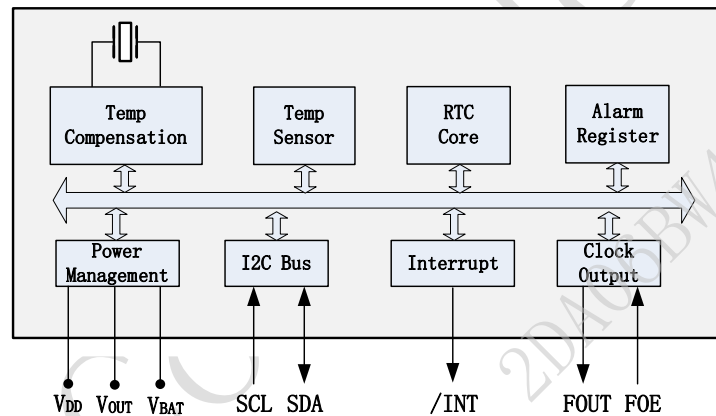 Temp
Compensation
Temp
Sensor
RTC
Core
Alarm
Register
Power
Management
I2C Bus
Interrupt
Clock
Output
VDD VOUT VBAT SCL SDA /INT FOUT FOE